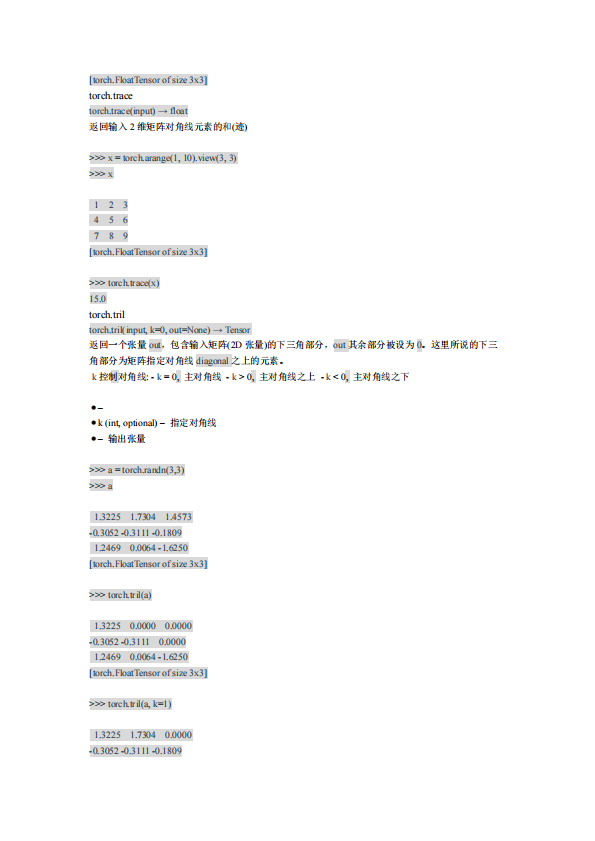 [torch.FloatTensor of size 3x3]
torch.trace
torch.trace(input) → float
返回输入 2 维矩阵对角线元素的和(迹)
>>> x = torch.arange(1, 10).view(3, 3)
>>> x
1 2 3
4 5 6
7 8 9
[torch.FloatTensor of size 3x3]
>>> torch.trace(x)
15.0
torch.tril
torch.tril(input, k=0, out=None) → Tensor
返回一个张量 out，包含输入矩阵(2D 张量)的下三角部分，out 其余部分被设为 0。这里所说的下三
角部分为矩阵指定对角线 diagonal 之上的元素。
k 控制对角线: - k = 0, 主对角线 - k > 0, 主对角线之上 - k < 0, 主对角线之下
● –
● k (int, optional) – 指定对角线
● – 输出张量
>>> a = torch.randn(3,3)
>>> a
1.3225 1.7304 1.4573
-0.3052 -0.3111 -0.1809
1.2469 0.0064 -1.6250
[torch.FloatTensor of size 3x3]
>>> torch.tril(a)
1.3225 0.0000 0.0000
-0.3052 -0.3111 0.0000
1.2469 0.0064 -1.6250
[torch.FloatTensor of size 3x3]
>>> torch.tril(a, k=1)
1.3225 1.7304 0.0000
-0.3052 -0.3111 -0.1809